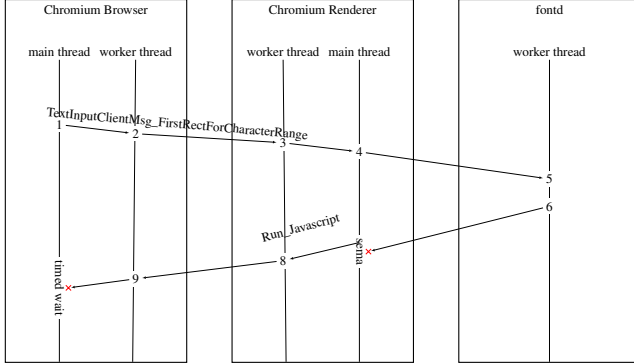 Chromium Browser
Chromium Renderer
fontd
main thread
worker thread
worker thread
main thread
worker thread
TextInputClientMsg_FirstRectForCharacterRange
1
2
3
4
5
6
Run_Javascript
sema
8
9
timed wait